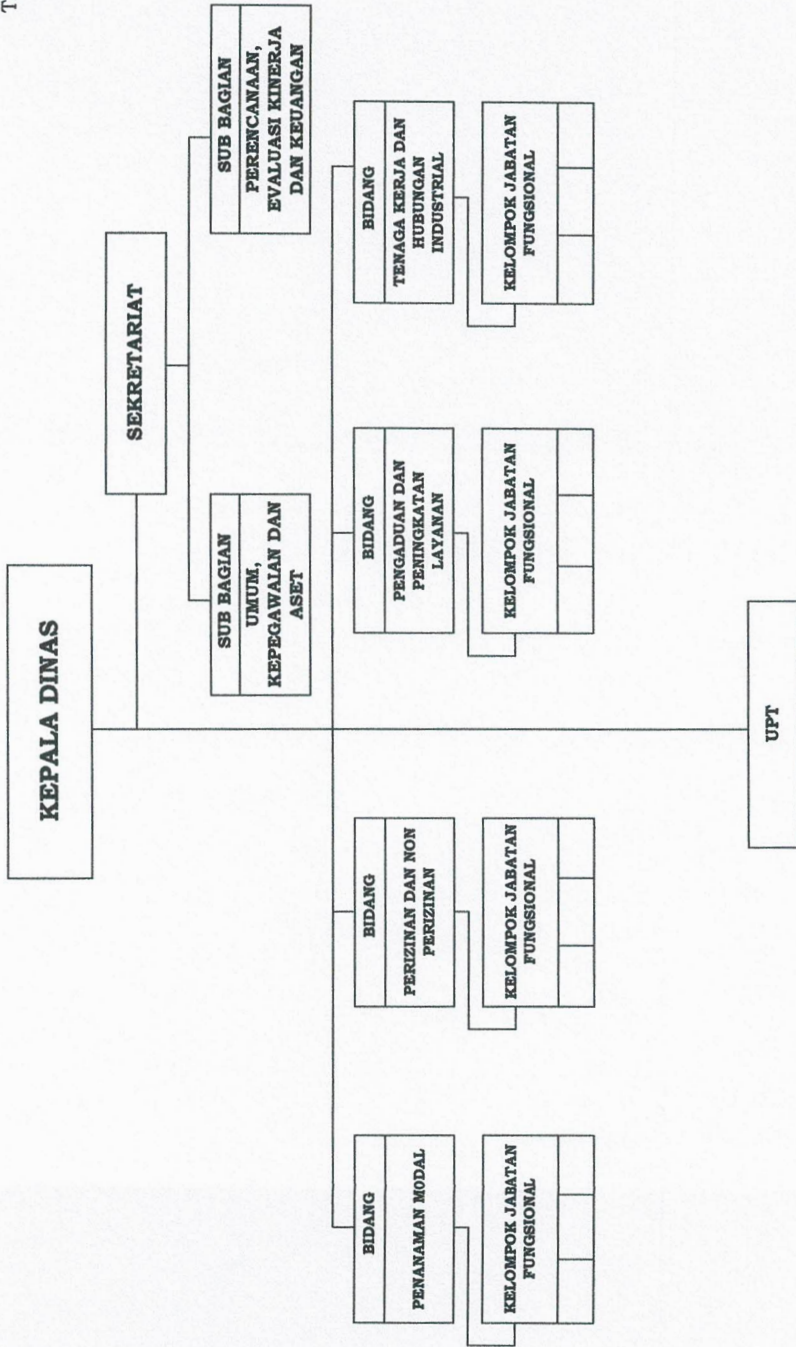 T
KEPALA DINAS
SEKRETARIAT
SUB BAGIAN
UMUM,
KEPEGAWAIAN DAN
ASET
SUB BAGIAN
PERENCANAAN,
EVALUASI KINERJA
DAN KEUANGAN
BIDANG
PENANAMAN MODAL
KELOMPOK JABATAN
FUNGSIONAL
BIDANG
PERIZINAN DAN NON
PERIZINAN
KELOMPOK JABATAN
FUNGSIONAL
BIDANG
PENGADUAN DAN
PENINGKATAN
LAYANAN
KELOMPOK JABATAN
FUNGSIONAL
BIDANG
TENAGA KERJA DAN
HUBUNGAN
INDUSTRIAL
KELOMPOK JABATAN
FUNGSIONAL
UPT